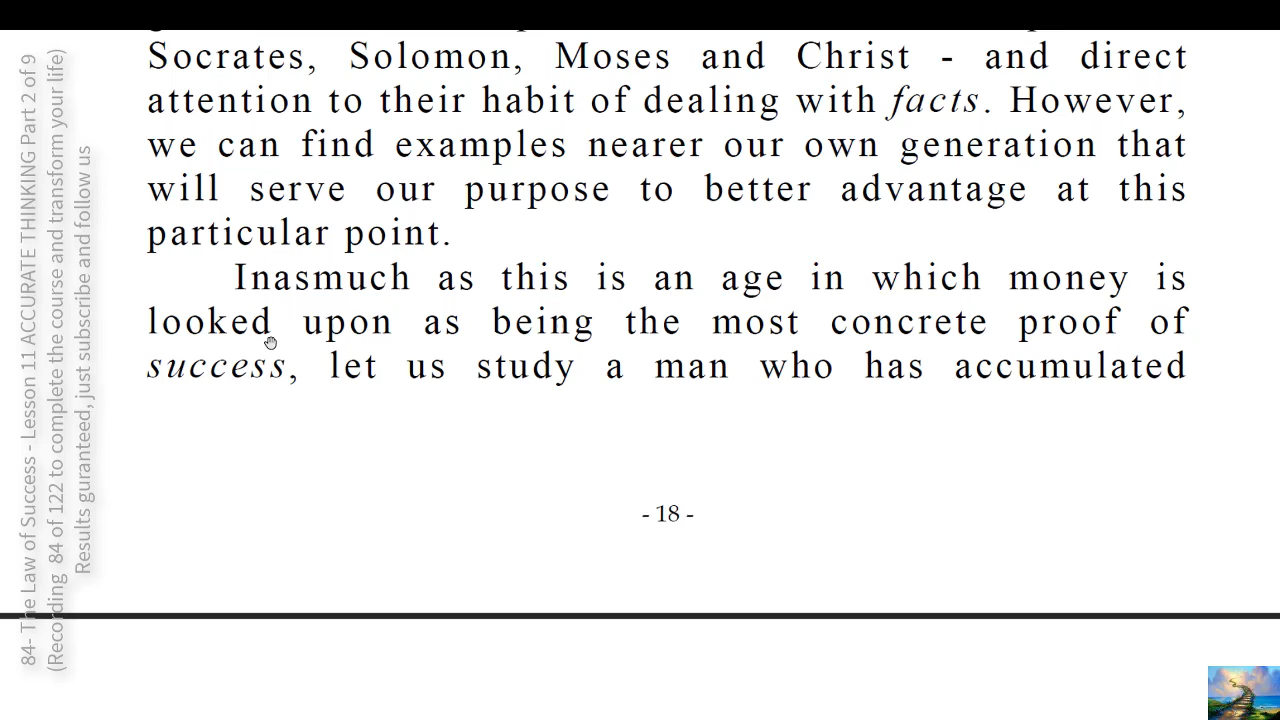 Socrates, Solomon, Moses and Christ - and direct
attention to their habit of dealing with facts. However,
we can find examples nearer our own generation that
will serve our purpose to better advantage at this
particular point.
Inasmuch as this is an age in which money is
looked upon as being the most concrete proof of
success, let us study a man who has accumulated
- 18 -
84- The Law of Success - Lesson 11 ACCURATE THINKING Part 2 of 9
(Recording 84 of 122 to complete the course and transform your life)
Results guranteed, just subscribe and follow us